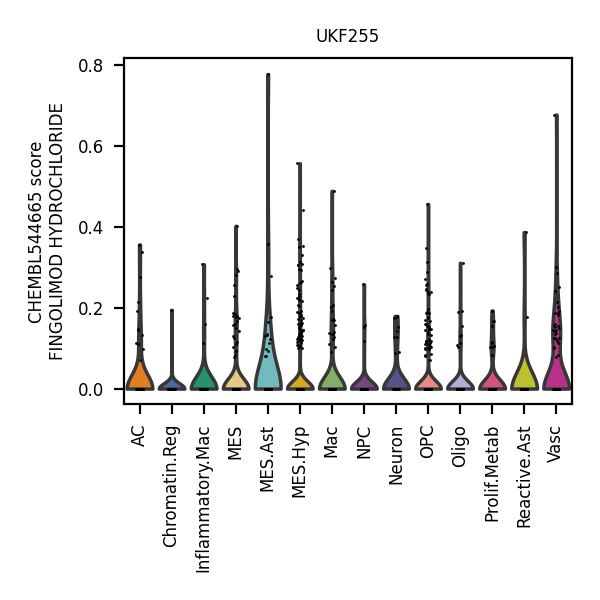 UKF255
CHEMBL544665 score
FINGOLIMOD HYDROCHLORIDE
0.8
0.6
0.4
0.2
0.0
AC
Chromatin.Reg
Inflammatory.Mac
MES
MES.Ast
MES.Hyp
Mac
NPC
Neuron
OPC
Oligo
Prolif.Metab
Reactive.Ast
Vasc